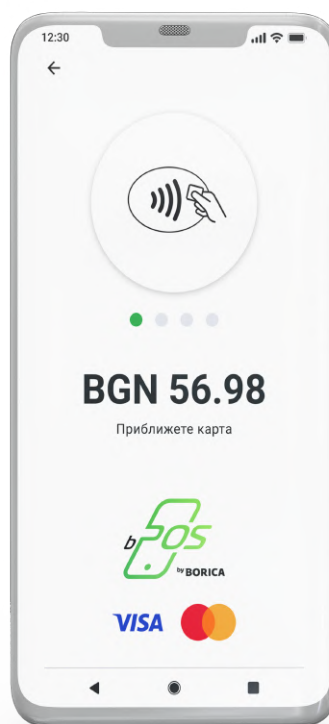 12:30
BGN 56.98
Приближете карта
bPOS
by BORICA
VISA